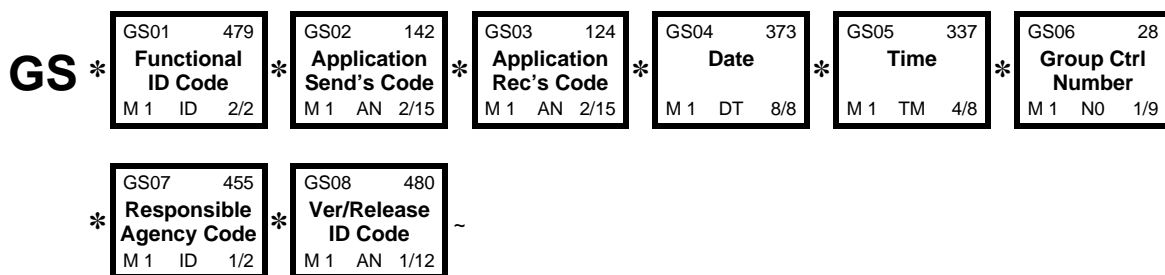 GS01 479 GS02 142 GS03 124 GS04 373 GS05 337 GS06 28
GS * Functional ID Code * Application Send's Code * Application Rec's Code * Date * Time * Group Ctrl Number
M 1 ID 2/2 M 1 AN 2/15 M 1 AN 2/15 M 1 DT 8/8 M 1 TM 4/8 M 1 N0 1/9
GS07 455 GS08 480
* Responsible Agency Code * Ver/Release ID Code ~
M 1 ID 1/2 M 1 AN 1/12